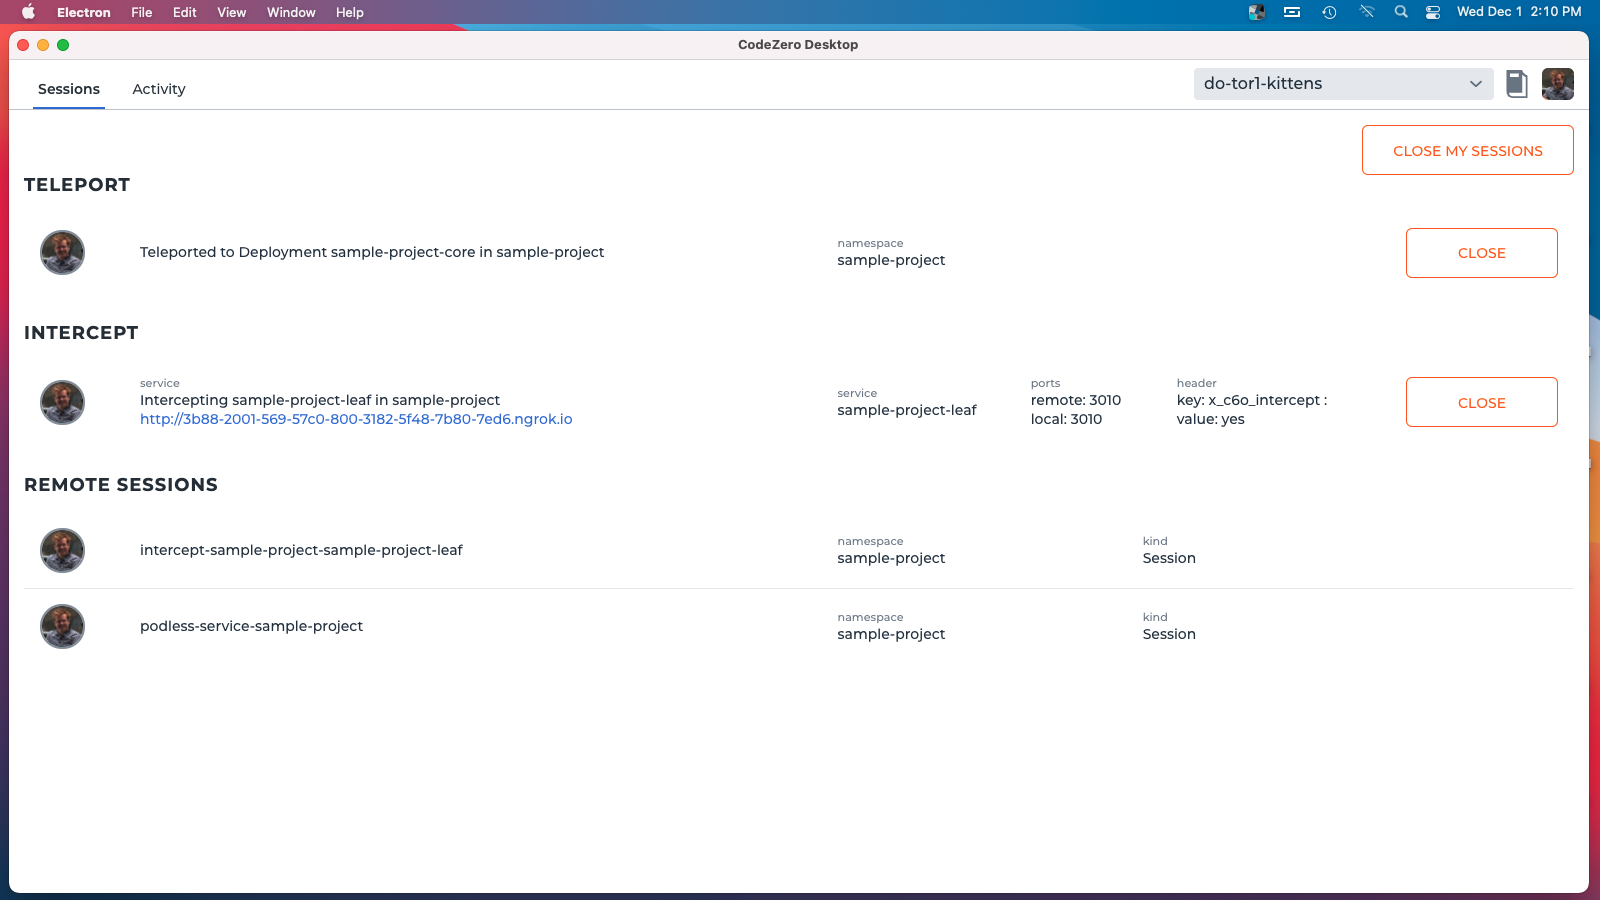 Electron File Edit View Window Help Wed Dec 1 2:10 PM
CodeZero Desktop
Sessions Activity do-tor1-kittens
CLOSE MY SESSIONS
TELEPORT
Teleported to Deployment sample-project-core in sample-project
namespace
sample-project
CLOSE
INTERCEPT
service
Intercepting sample-project-leaf in sample-project
http://3b88-2001-569-57c0-800-3182-5f48-7b80-7ed6.ngrok.io
service
sample-project-leaf
ports
remote: 3010
local: 3010
header
key: x_c6o_intercept :
value: yes
CLOSE
REMOTE SESSIONS
intercept-sample-project-sample-project-leaf
namespace
sample-project
kind
Session
podless-service-sample-project
namespace
sample-project
kind
Session